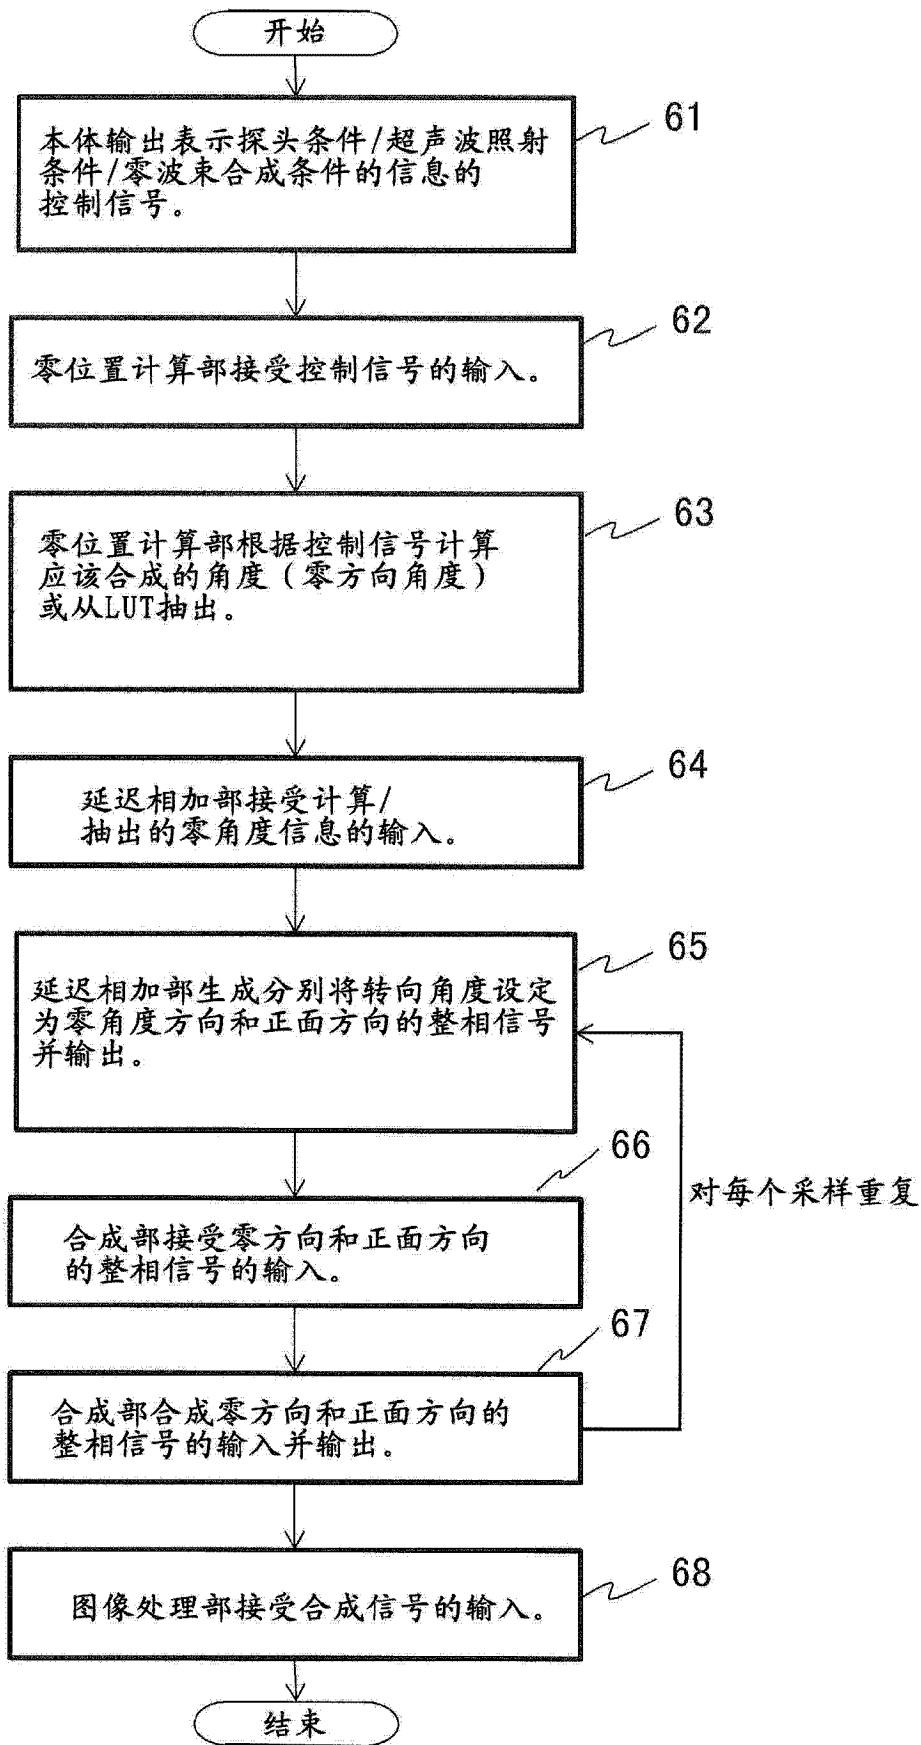 开始
61
本体输出表示探头条件/超声波照射
条件/零波束合成条件的信息的
控制信号。
62
零位置计算部接受控制信号的输入。
63
零位置计算部根据控制信号计算
应该合成的角度（零方向角度）
或从LUT抽出。
64
延迟相加部接受计算/
抽出的零角度信息的输入。
65
延迟相加部生成分别将转向角度设定
为零角度方向和正面方向的整相信号
并输出。
66
对每个采样重复
合成部接受零方向和正面方向
的整相信号的输入。
67
合成部合成零方向和正面方向的
整相信号的输入并输出。
68
图像处理部接受合成信号的输入。
结束